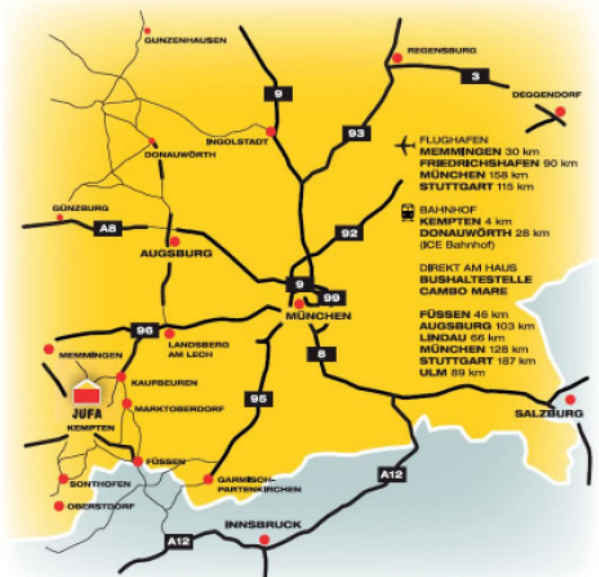 GUNZENHAUSEN
REGENSBURG
3
9
DEGGENDORF
93
INGOLSTADT
DONAUWÖRTH
FLUGHAFEN
MEMMINGEN 30 km
FRIEDRICHSHAFEN 90 km
MÜNCHEN 158 km
STUTTGART 115 km
GÜNZBURG
A8
92
BAHNHOF
KEMPTEN 4 km
DONAUWÖRTH 28 km
(ICE Bahnhof)
AUGSBURG
DIREKT AM HAUS
BUSHALTESTELLE
CAMBO MARE
9
99
MÜNCHEN
FÜSSEN 46 km
AUGSBURG 103 km
LINDAU 66 km
MÜNCHEN 128 km
STUTTGART 187 km
ULM 89 km
96
LANDSBERG
AM LECH
8
MEMMINGEN
KAUFBEUREN
JUFA
KEMPTEN
MARKTOBERDORF
95
SALZBURG
FÜSSEN
SONTHOFEN
GARMISCH-
PARTENKIRCHEN
A12
OBERSTDORF
INNSBRUCK
A12